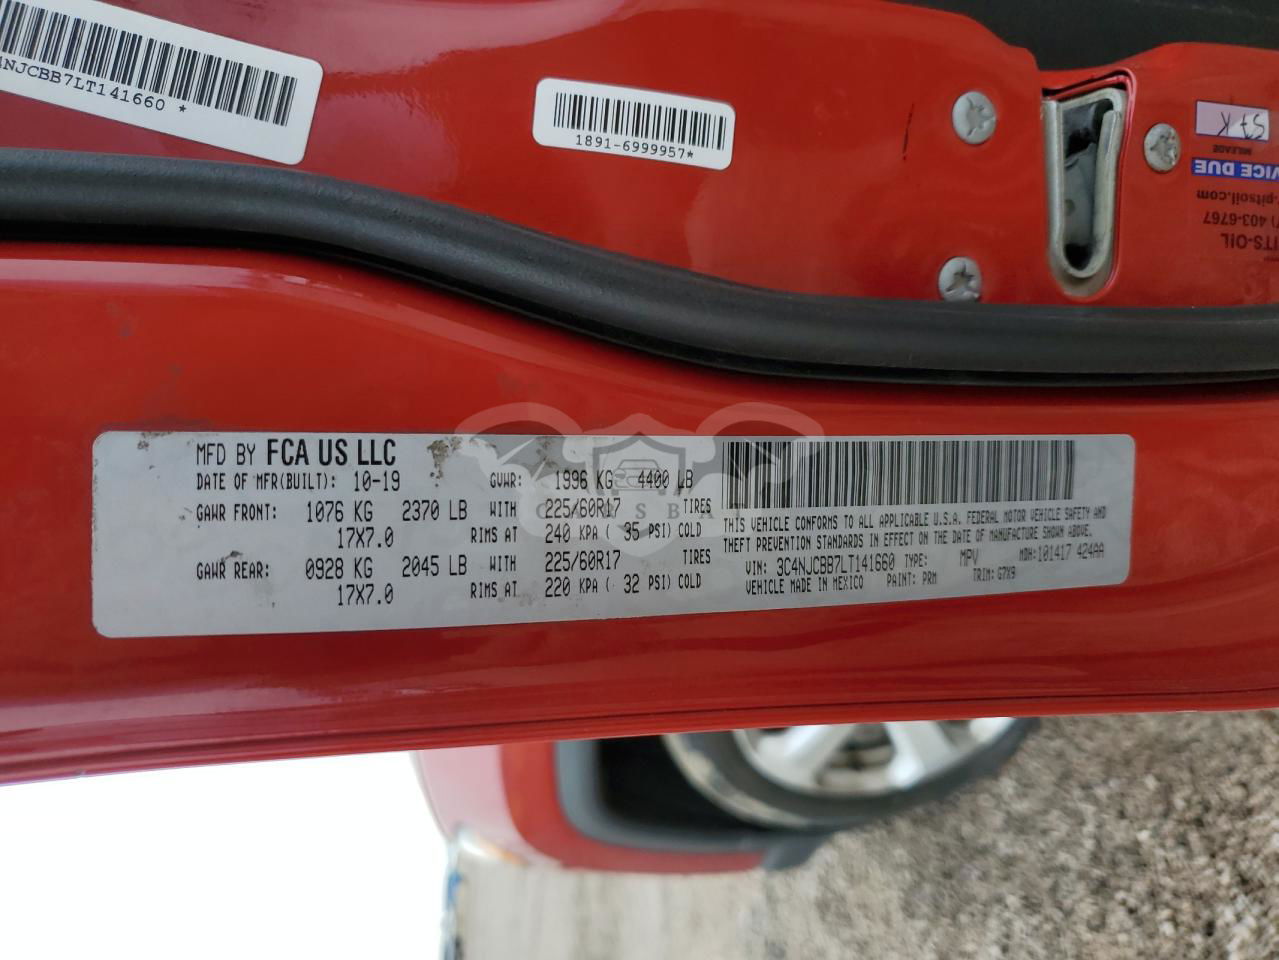 4NJCBB7LT141660 *
1891-6999957*
57K
MILEAGE
VICE DUE
.pitsoil.com
7) 403-6767
ITS-OIL
MFD BY FCA US LLC
DATE OF MFR(BUILT): 10-19 GVWR: 1996 KG 4400 LB
GAWR FRONT: 1076 KG 2370 LB WITH 225/60R17 TIRES
17X7.0 RIMS AT 240 KPA ( 35 PSI) COLD
GAWR REAR: 0928 KG 2045 LB WITH 225/60R17 TIRES
17X7.0 RIMS AT 220 KPA ( 32 PSI) COLD
THIS VEHICLE CONFORMS TO ALL APPLICABLE U.S.A. FEDERAL MOTOR VEHICLE SAFETY AND
THEFT PREVENTION STANDARDS IN EFFECT ON THE DATE OF MANUFACTURE SHOWN ABOVE.
VIN: 3C4NJCBB7LT141660 TYPE: MPV MDH:101417 424AA
VEHICLE MADE IN MEXICO PAINT: PRM TRIM: G7X9